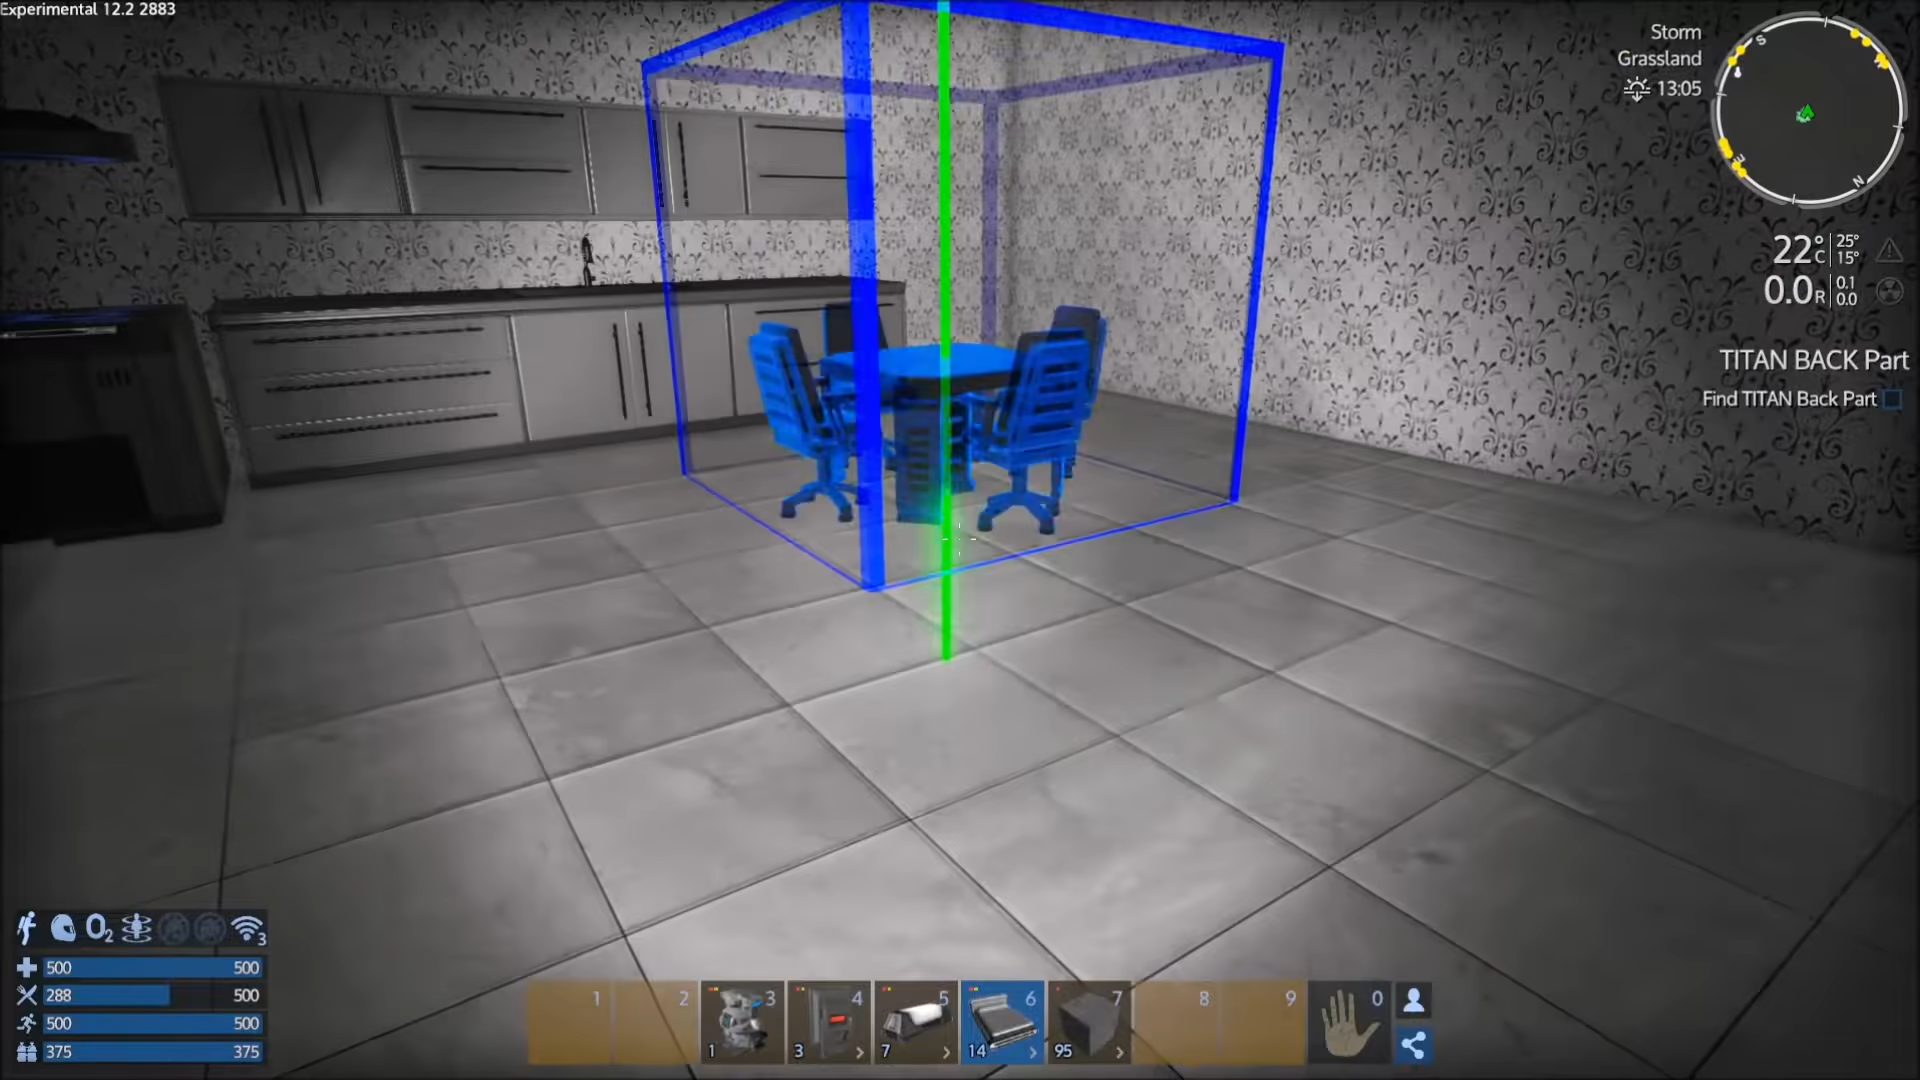 Experimental 12.2 2883
Storm
Grassland
13:05
S
E
N
22°C 25° 15°
0.0R 0.1 0.0
TITAN BACK Part
Find TITAN Back Part
O2
3
500 500
288 500
500 500
375 375
1 2 3 4 5 6 7 8 9 0
1 3 7 14 95